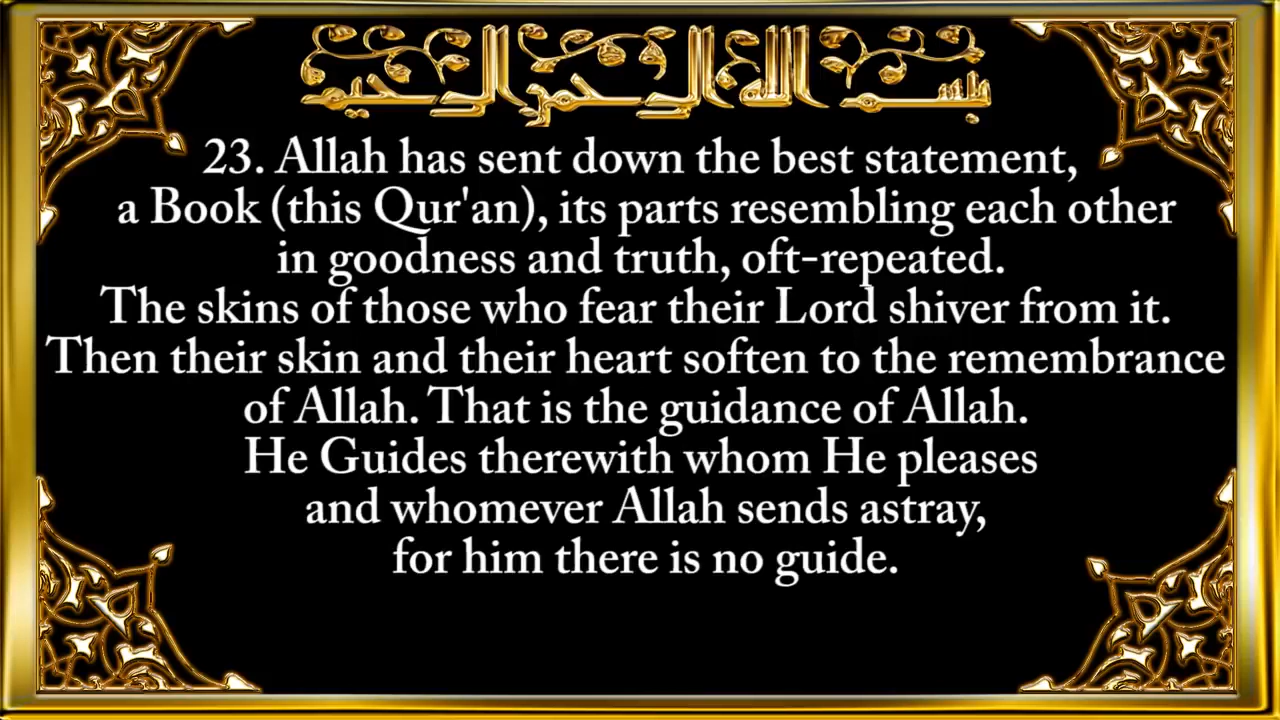 بسم الله الرحمن الرحيم
23. Allah has sent down the best statement,
a Book (this Qur'an), its parts resembling each other
in goodness and truth, oft-repeated.
The skins of those who fear their Lord shiver from it.
Then their skin and their heart soften to the remembrance
of Allah. That is the guidance of Allah.
He Guides therewith whom He pleases
and whomever Allah sends astray,
for him there is no guide.